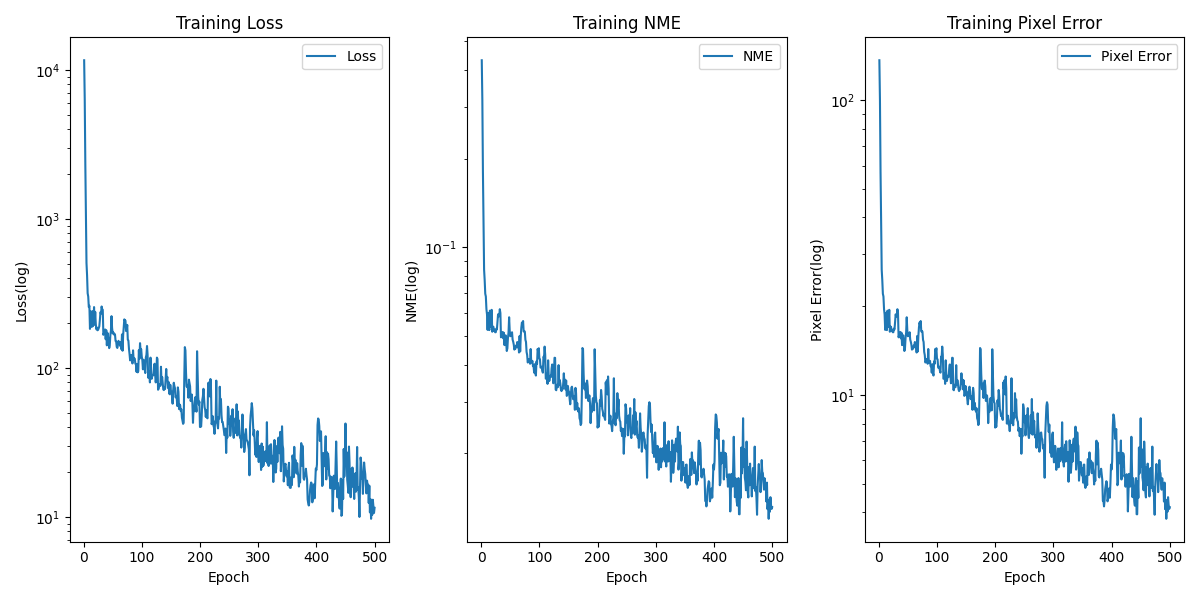 Training Loss
Loss
10⁴
10³
10²
10¹
Loss(log)
0 100 200 300 400 500
Epoch
Training NME
NME
10⁻¹
NME(log)
0 100 200 300 400 500
Epoch
Training Pixel Error
Pixel Error
10²
10¹
Pixel Error(log)
0 100 200 300 400 500
Epoch